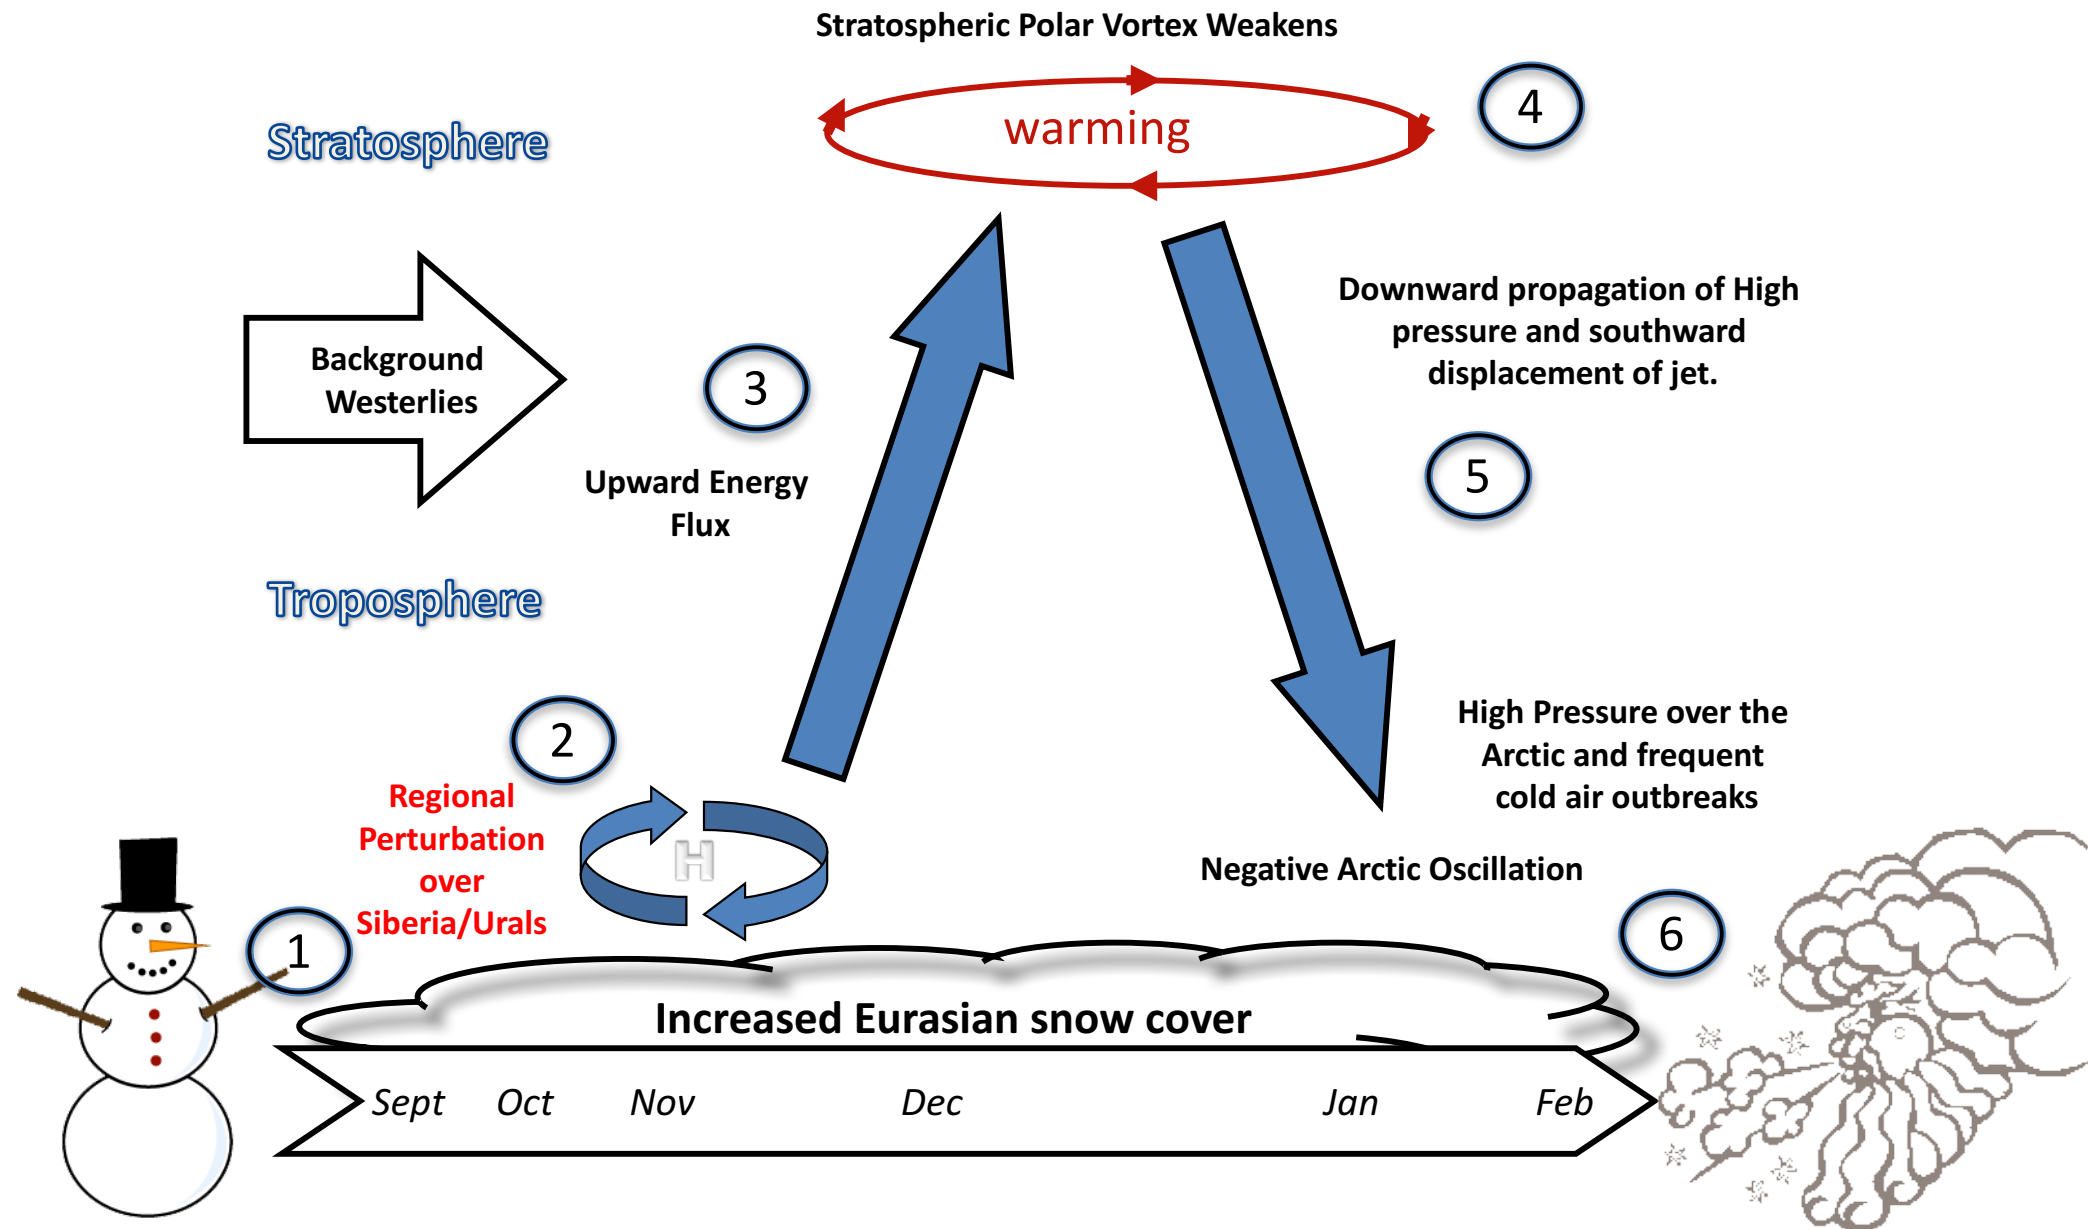 Stratospheric Polar Vortex Weakens
warming
4
Stratosphere
Background
Westerlies
3
Upward Energy
Flux
Downward propagation of High
pressure and southward
displacement of jet.
5
Troposphere
2
Regional
Perturbation
over
Siberia/Urals
H
High Pressure over the
Arctic and frequent
cold air outbreaks
Negative Arctic Oscillation
1
6
Increased Eurasian snow cover
Sept Oct Nov Dec Jan Feb